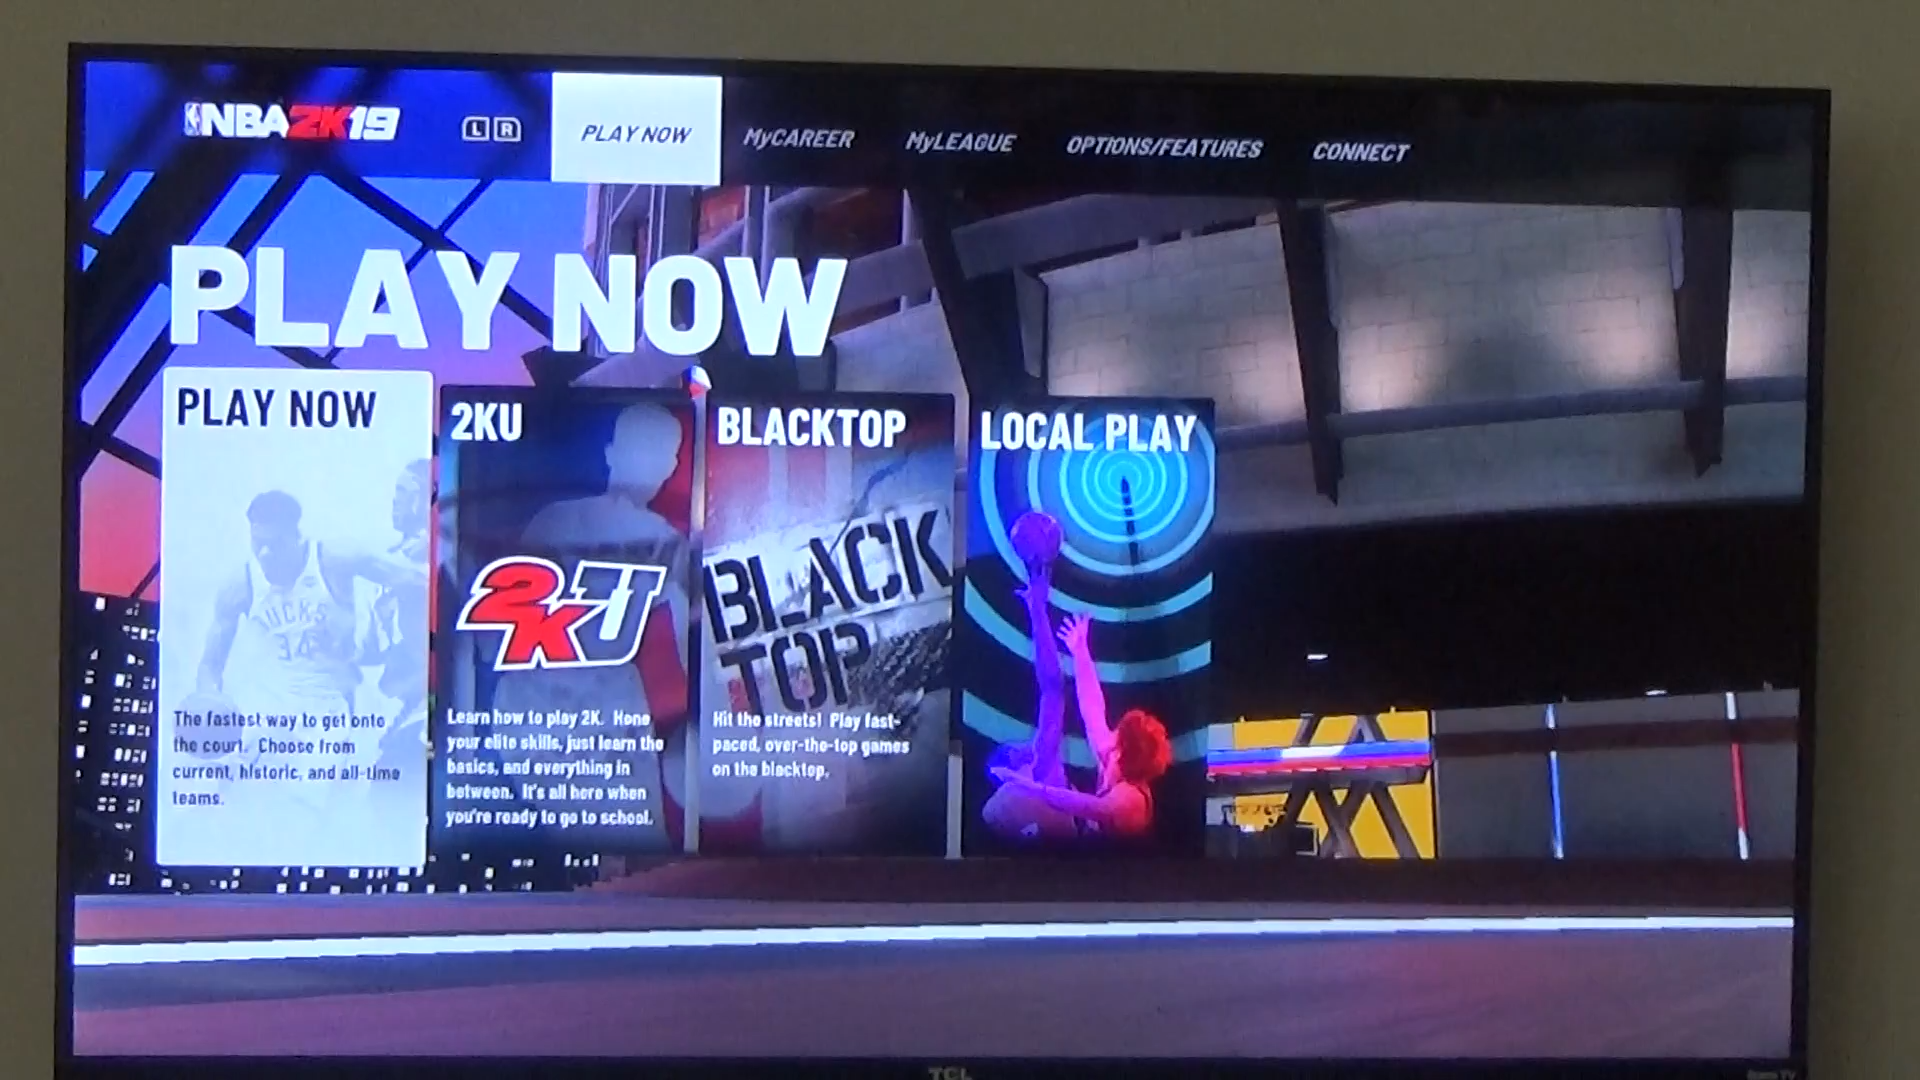 NBA2K19
L R
PLAY NOW
MyCAREER
MyLEAGUE
OPTIONS/FEATURES
CONNECT
PLAY NOW
PLAY NOW
BUCKS
34
The fastest way to get onto
the court. Choose from
current, historic, and all-time
teams.
2KU
2KU
Learn how to play 2K. Hone
your elite skills, just learn the
basics, and everything in
between. It's all here when
you're ready to go to school.
BLACKTOP
BLACK
TOP
Hit the streets! Play fast-
paced, over-the-top games
on the blacktop.
LOCAL PLAY
TCL
Roku TV